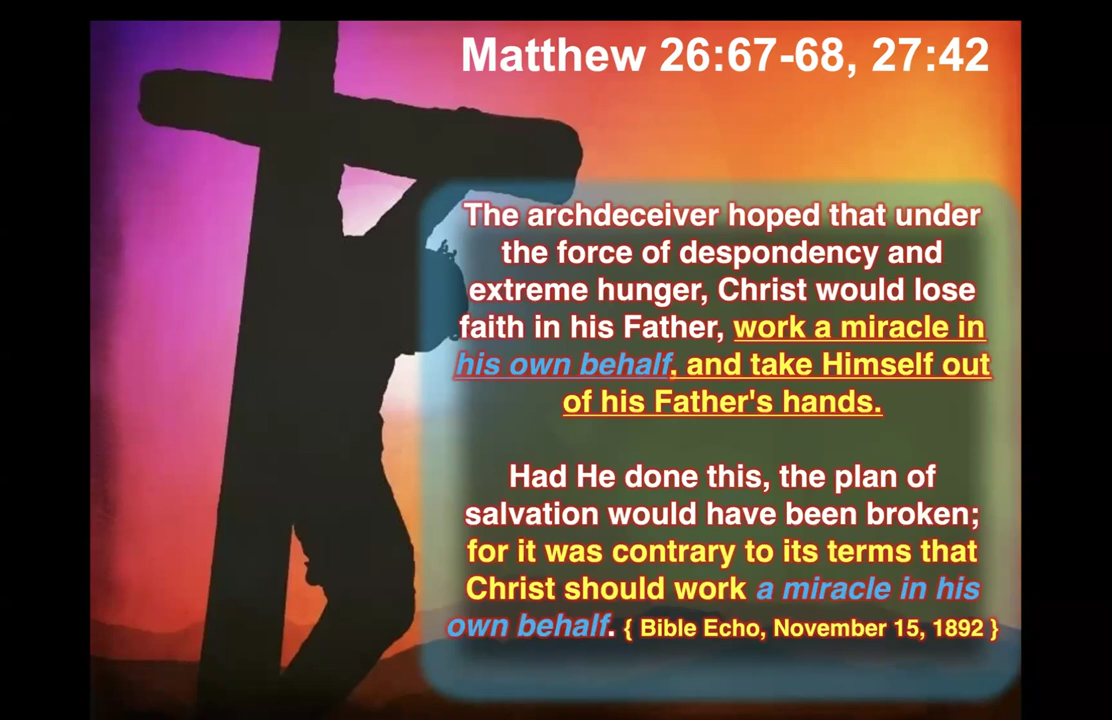 Matthew 26:67-68, 27:42
The archdeceiver hoped that under
the force of despondency and
extreme hunger, Christ would lose
faith in his Father, work a miracle in
his own behalf, and take Himself out
of his Father's hands.
Had He done this, the plan of
salvation would have been broken;
for it was contrary to its terms that
Christ should work a miracle in his
own behalf. { Bible Echo, November 15, 1892 }